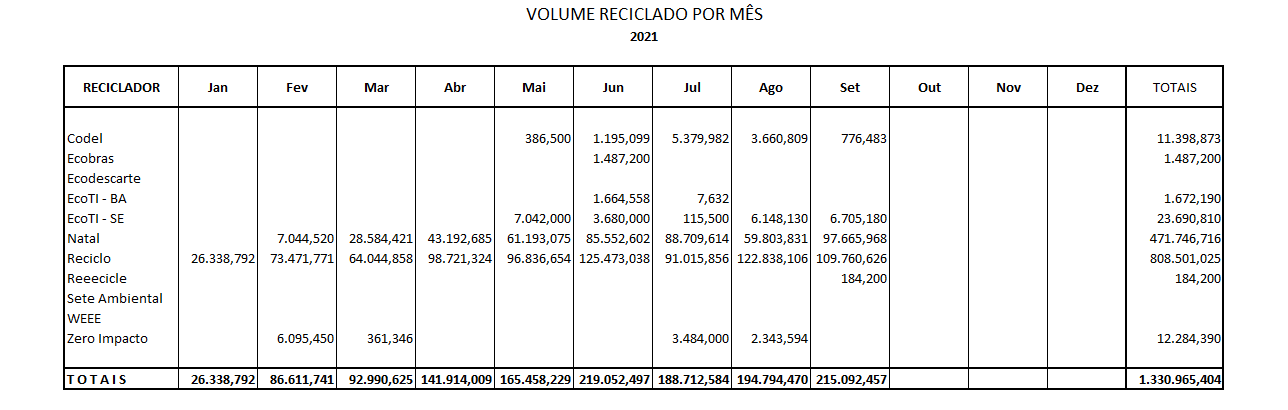 VOLUME RECICLADO POR MÊS
2021
RECICLADOR Jan Fev Mar Abr Mai Jun Jul Ago Set Out Nov Dez TOTAIS
Codel 386,500 1.195,099 5.379,982 3.660,809 776,483 11.398,873
Ecobras 1.487,200 1.487,200
Ecodescarte
EcoTI - BA 1.664,558 7,632 1.672,190
EcoTI - SE 7.042,000 3.680,000 115,500 6.148,130 6.705,180 23.690,810
Natal 7.044,520 28.584,421 43.192,685 61.193,075 85.552,602 88.709,614 59.803,831 97.665,968 471.746,716
Reciclo 26.338,792 73.471,771 64.044,858 98.721,324 96.836,654 125.473,038 91.015,856 122.838,106 109.760,626 808.501,025
Reeecicle 184,200 184,200
Sete Ambiental
WEEE
Zero Impacto 6.095,450 361,346 3.484,000 2.343,594 12.284,390
T O T A I S 26.338,792 86.611,741 92.990,625 141.914,009 165.458,229 219.052,497 188.712,584 194.794,470 215.092,457 1.330.965,404